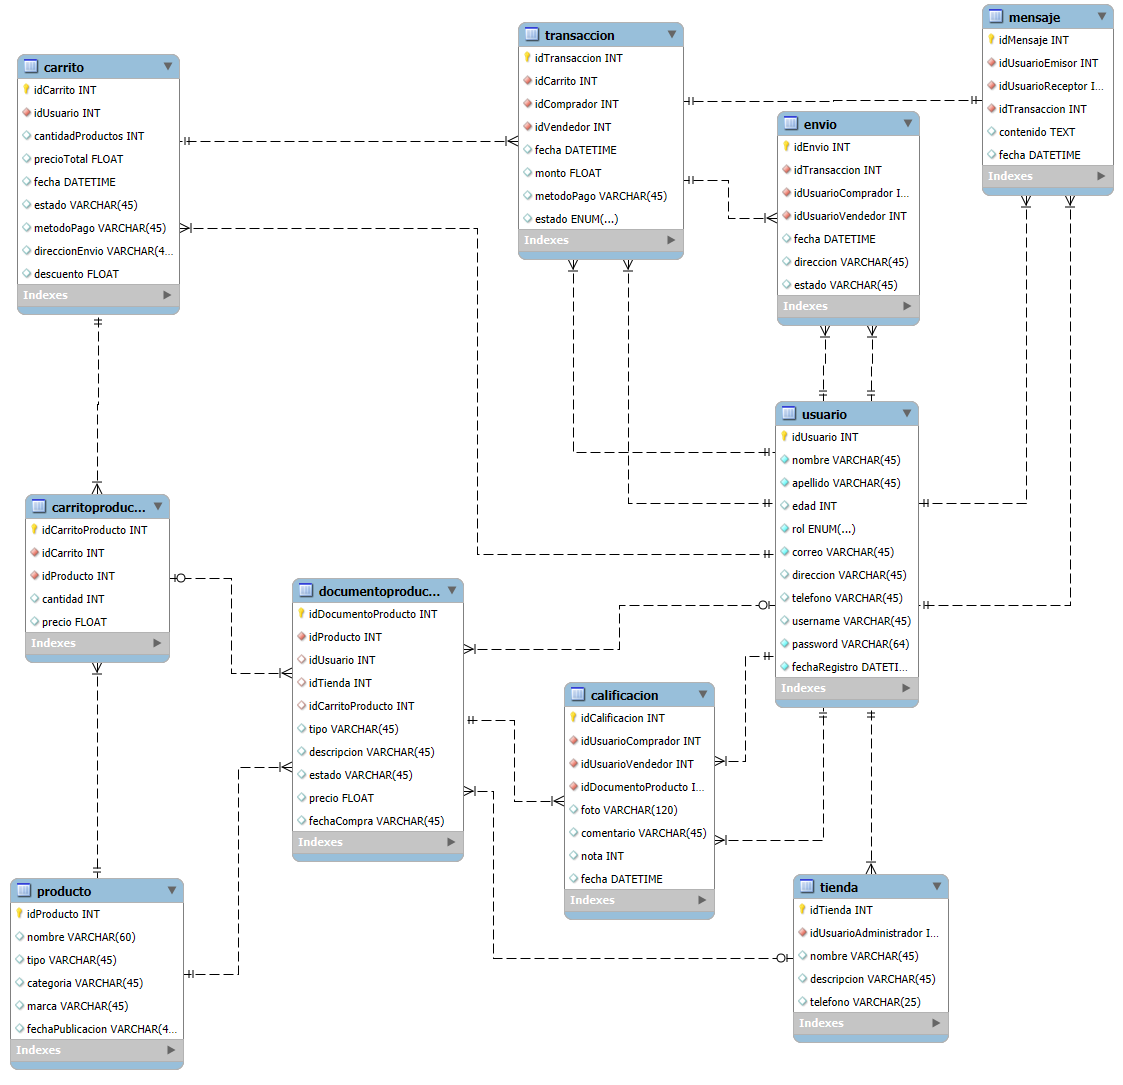 carrito
idCarrito INT
idUsuario INT
cantidadProductos INT
precioTotal FLOAT
fecha DATETIME
estado VARCHAR(45)
metodoPago VARCHAR(45)
direccionEnvio VARCHAR(4...
descuento FLOAT
Indexes
transaccion
idTransaccion INT
idCarrito INT
idComprador INT
idVendedor INT
fecha DATETIME
monto FLOAT
metodoPago VARCHAR(45)
estado ENUM(...)
Indexes
mensaje
idMensaje INT
idUsuarioEmisor INT
idUsuarioReceptor I...
idTransaccion INT
contenido TEXT
fecha DATETIME
Indexes
envio
idEnvio INT
idTransaccion INT
idUsuarioComprador I...
idUsuarioVendedor INT
fecha DATETIME
direccion VARCHAR(45)
estado VARCHAR(45)
Indexes
usuario
idUsuario INT
nombre VARCHAR(45)
apellido VARCHAR(45)
edad INT
rol ENUM(...)
correo VARCHAR(45)
direccion VARCHAR(45)
telefono VARCHAR(45)
username VARCHAR(45)
password VARCHAR(64)
fechaRegistro DATETI...
Indexes
carritoproduc...
idCarritoProducto INT
idCarrito INT
idProducto INT
cantidad INT
precio FLOAT
Indexes
documentoproduc...
idDocumentoProducto INT
idProducto INT
idUsuario INT
idTienda INT
idCarritoProducto INT
tipo VARCHAR(45)
descripcion VARCHAR(45)
estado VARCHAR(45)
precio FLOAT
fechaCompra VARCHAR(45)
Indexes
calificacion
idCalificacion INT
idUsuarioComprador INT
idUsuarioVendedor INT
idDocumentoProducto I...
foto VARCHAR(120)
comentario VARCHAR(45)
nota INT
fecha DATETIME
Indexes
producto
idProducto INT
nombre VARCHAR(60)
tipo VARCHAR(45)
categoria VARCHAR(45)
marca VARCHAR(45)
fechaPublicacion VARCHAR(4...
Indexes
tienda
idTienda INT
idUsuarioAdministrador I...
nombre VARCHAR(45)
descripcion VARCHAR(45)
telefono VARCHAR(25)
Indexes